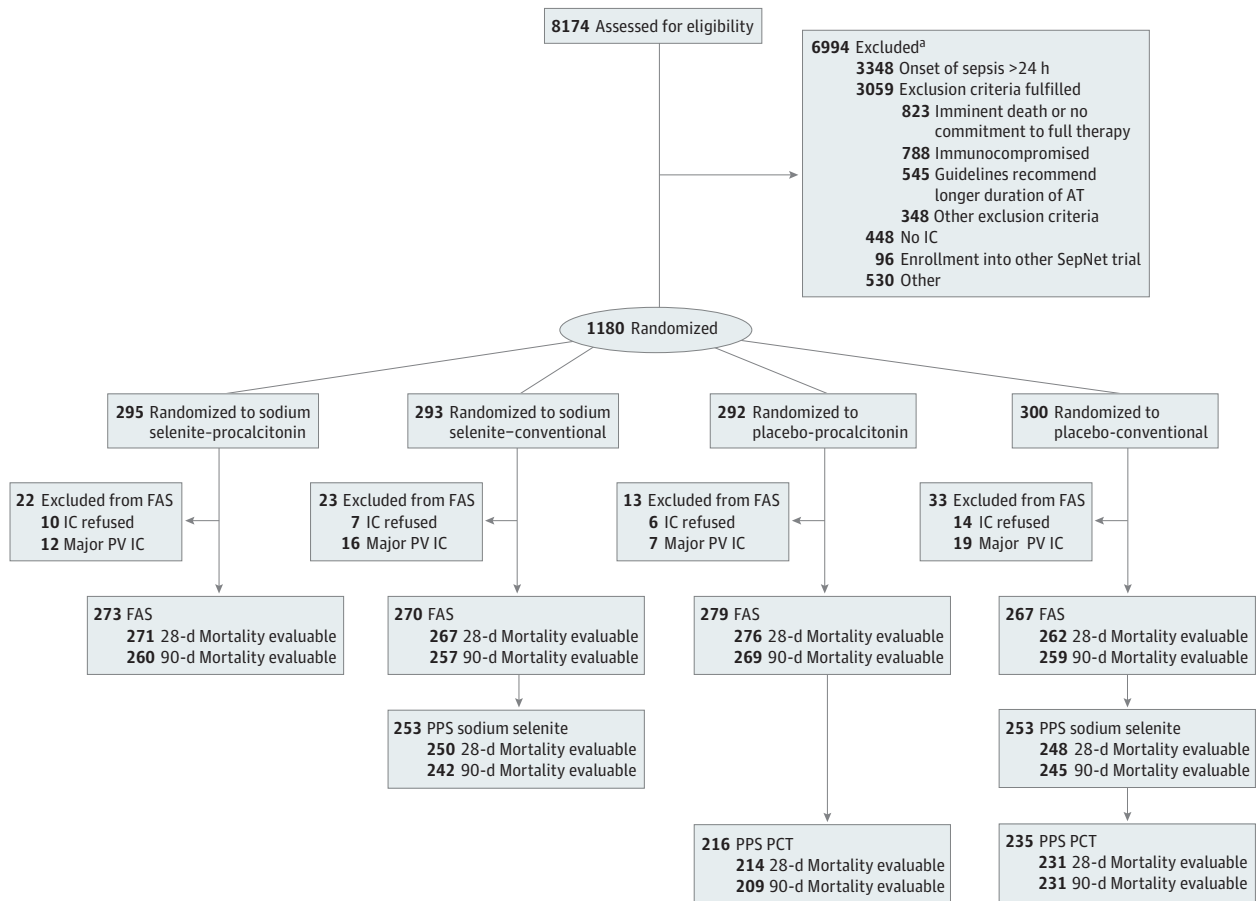 8174 Assessed for eligibility
6994 Excludedᵃ
3348 Onset of sepsis >24 h
3059 Exclusion criteria fulfilled
823 Imminent death or no
commitment to full therapy
788 Immunocompromised
545 Guidelines recommend
longer duration of AT
348 Other exclusion criteria
448 No IC
96 Enrollment into other SepNet trial
530 Other
1180 Randomized
295 Randomized to sodium
selenite-procalcitonin
293 Randomized to sodium
selenite–conventional
292 Randomized to
placebo-procalcitonin
300 Randomized to
placebo-conventional
22 Excluded from FAS
10 IC refused
12 Major PV IC
23 Excluded from FAS
7 IC refused
16 Major PV IC
13 Excluded from FAS
6 IC refused
7 Major PV IC
33 Excluded from FAS
14 IC refused
19 Major PV IC
273 FAS
271 28-d Mortality evaluable
260 90-d Mortality evaluable
270 FAS
267 28-d Mortality evaluable
257 90-d Mortality evaluable
279 FAS
276 28-d Mortality evaluable
269 90-d Mortality evaluable
267 FAS
262 28-d Mortality evaluable
259 90-d Mortality evaluable
253 PPS sodium selenite
250 28-d Mortality evaluable
242 90-d Mortality evaluable
253 PPS sodium selenite
248 28-d Mortality evaluable
245 90-d Mortality evaluable
216 PPS PCT
214 28-d Mortality evaluable
209 90-d Mortality evaluable
235 PPS PCT
231 28-d Mortality evaluable
231 90-d Mortality evaluable